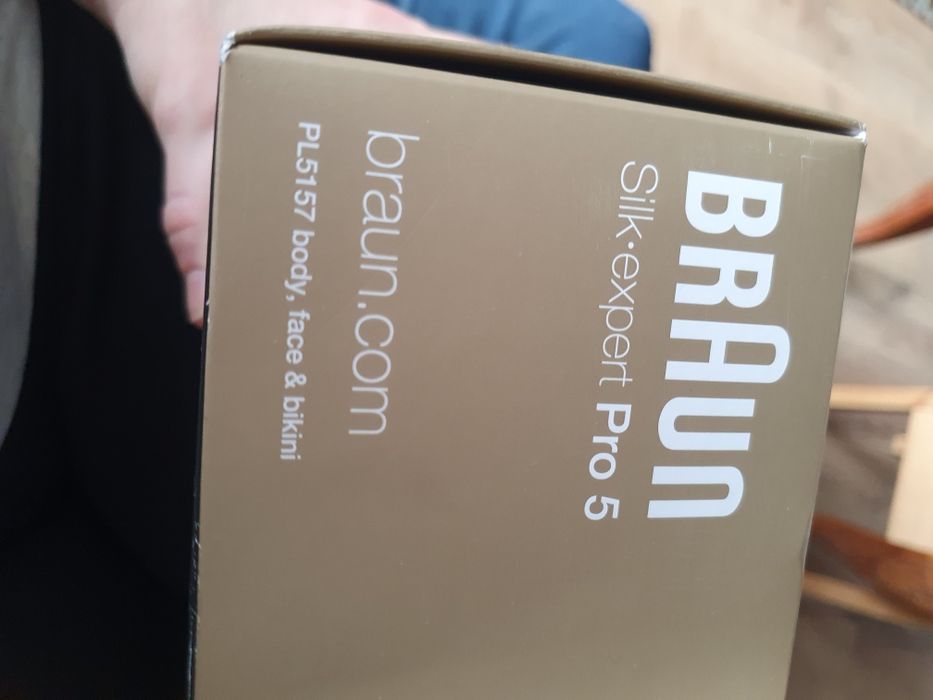 BRAUN
Silk·expert Pro 5
braun.com
PL5157 body, face & bikini